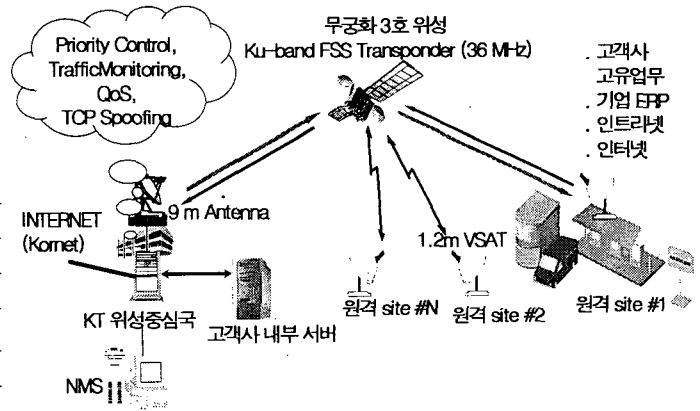 Priority Control,
TrafficMonitoring,
QoS,
TCP Spoofing
무궁화 3호 위성
Ku-band FSS Transponder (36 MHz)
. 고객사
고유업무
. 기업 ERP
. 인트라넷
. 인터넷
INTERNET
(Kornet)
9 m Antenna
1.2m VSAT
KT 위성중심국
고객사 내부 서버
원격 site #N
원격 site #2
원격 site #1
NMS